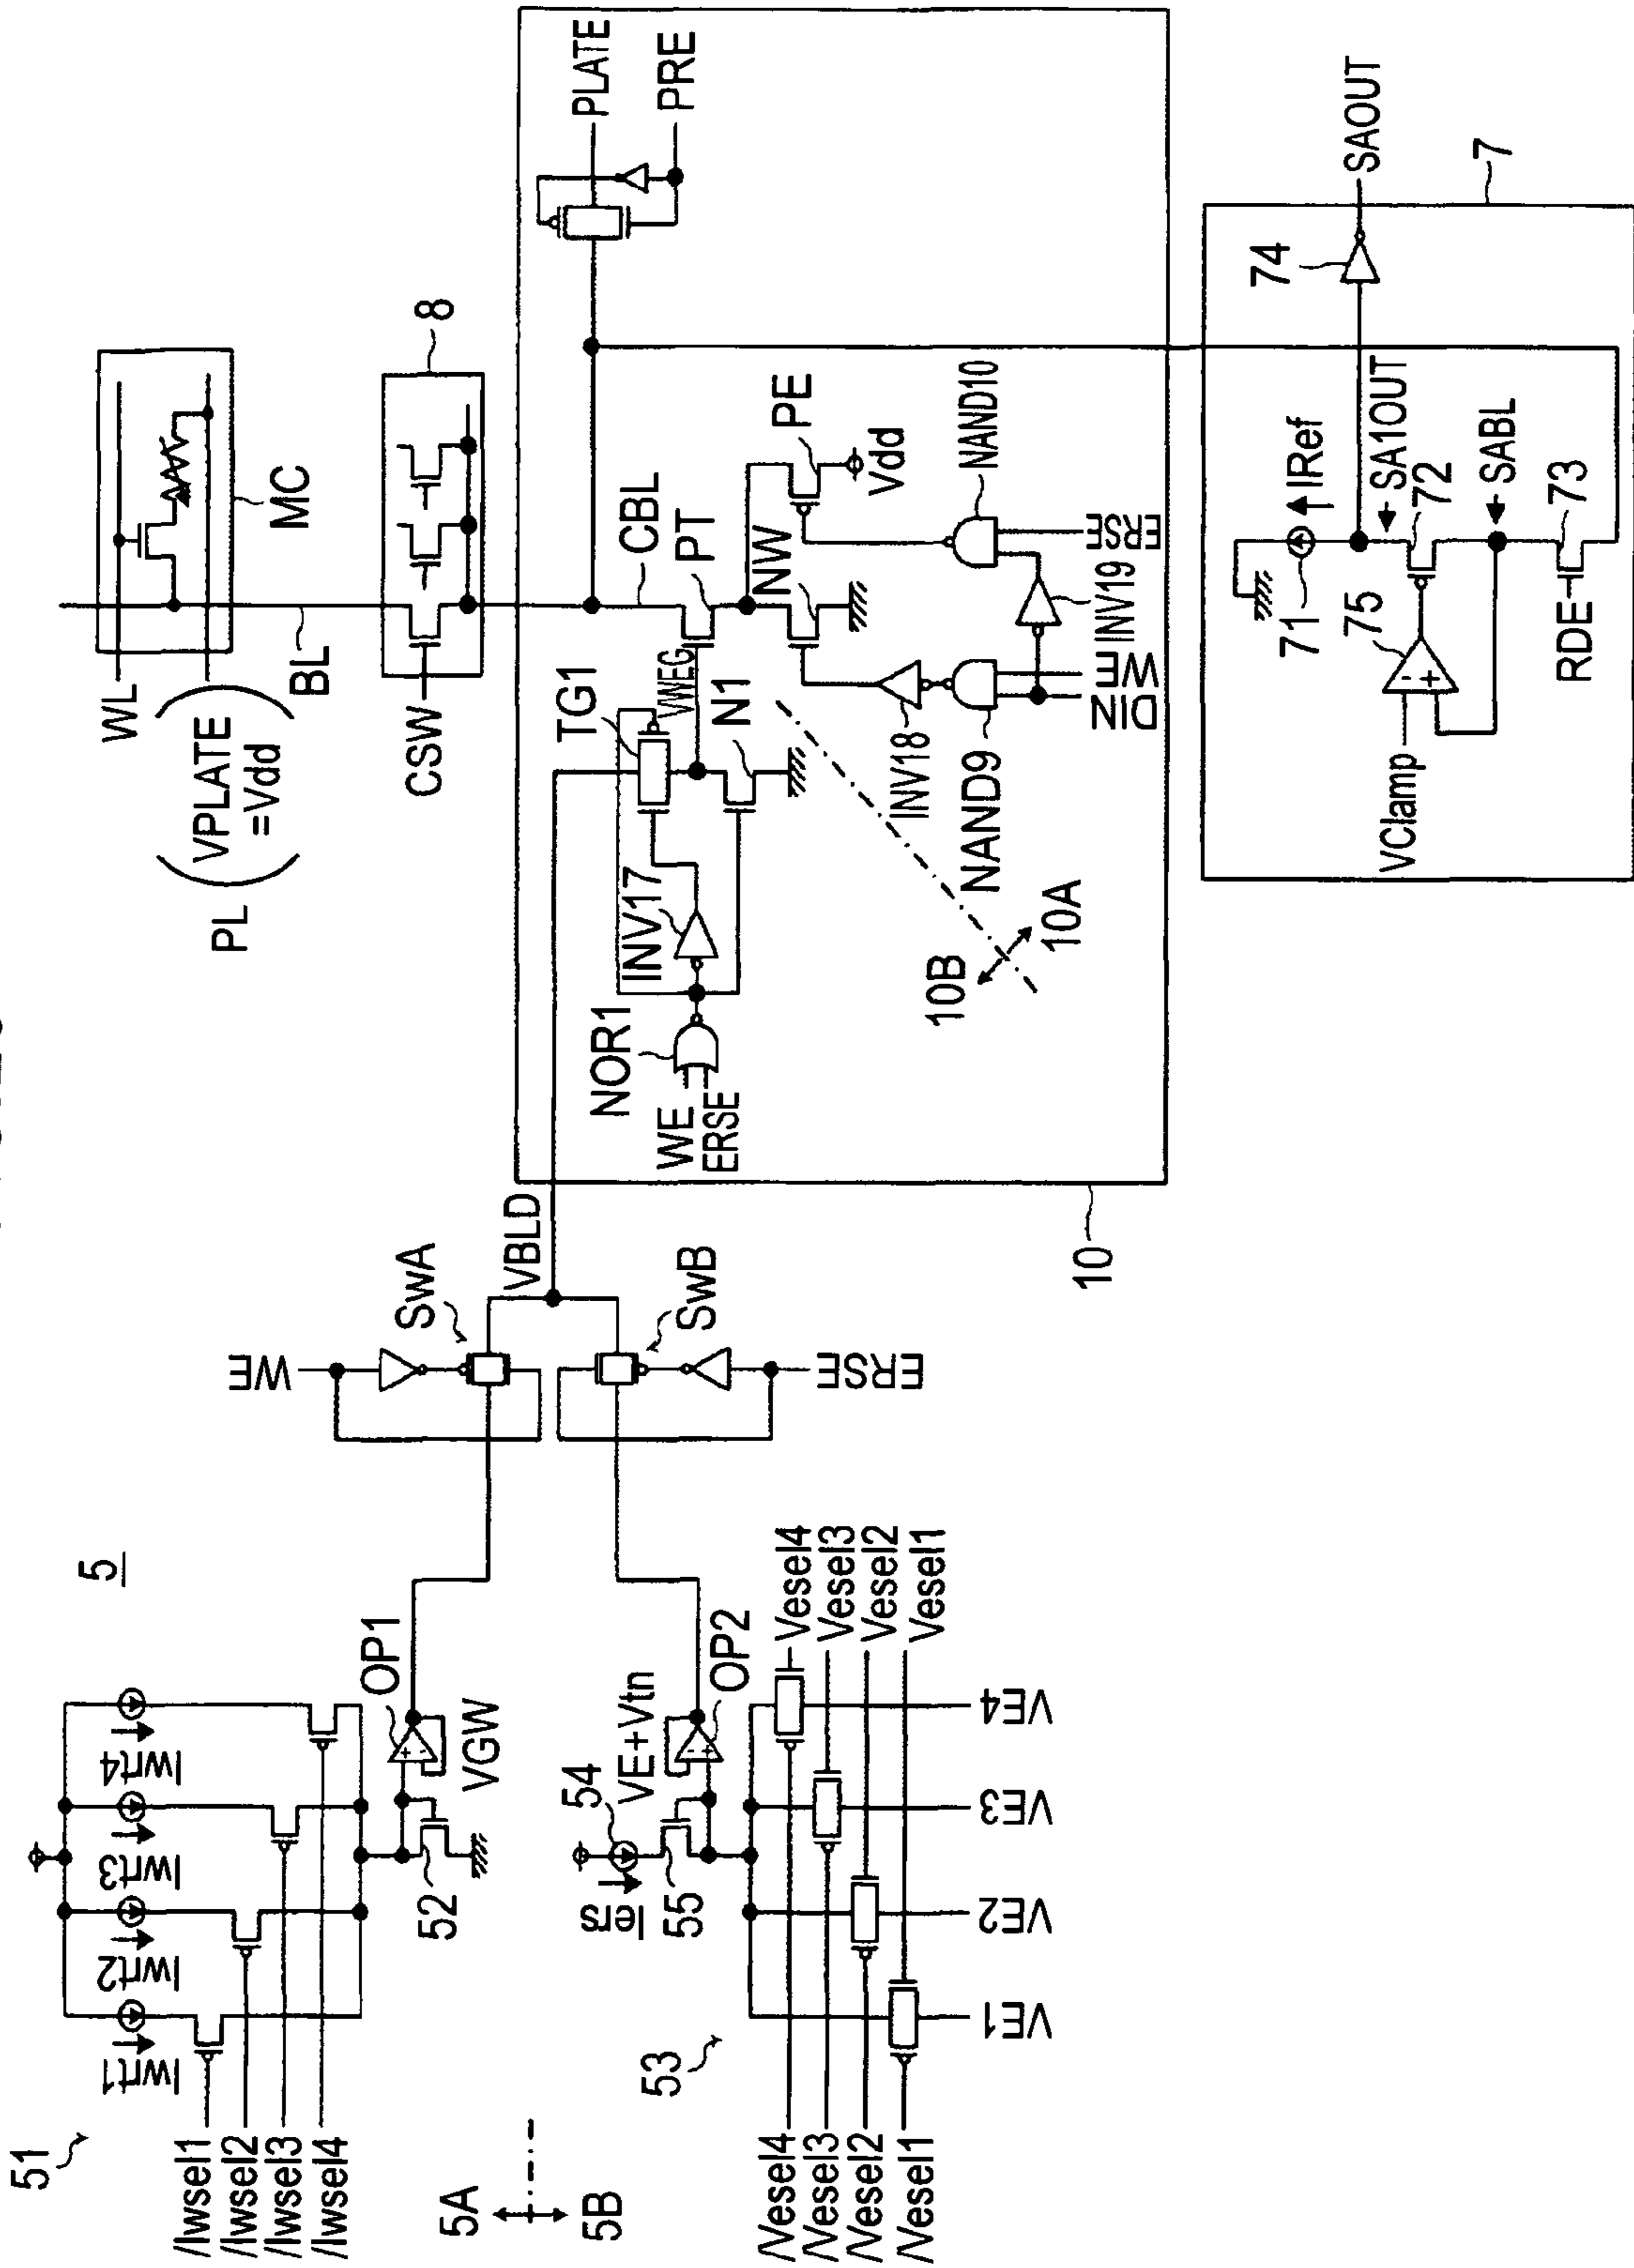 5
51
Iwrt1
Iwrt2
Iwrt3
Iwrt4
/Iwsel1
/Iwsel2
/Iwsel3
/Iwsel4
52
OP1
VGW
5A
5B
53
54
Iers
55
VE+Vtn
OP2
/Vesel4
/Vesel3
/Vesel2
/Vesel1
Vesel4
Vesel3
Vesel2
Vesel1
VE1
VE2
VE3
VE4
WE
SwA
VBLD
SwB
ERSE
WL
PL
(VPLATE
=Vdd)
MC
BL
8
CSW
10
NOR1
WE
ERSE
INV17
TG1
VWEG
N1
CBL
PT
NW
PE
Vdd
INV18
NAND9
NAND10
INV19
DIN
WE
ERSE
10B
10A
PLATE
PRE
7
74
SAOUT
71
IRef
SA1OUT
72
75
VClamp
- +
SABL
RDE
73